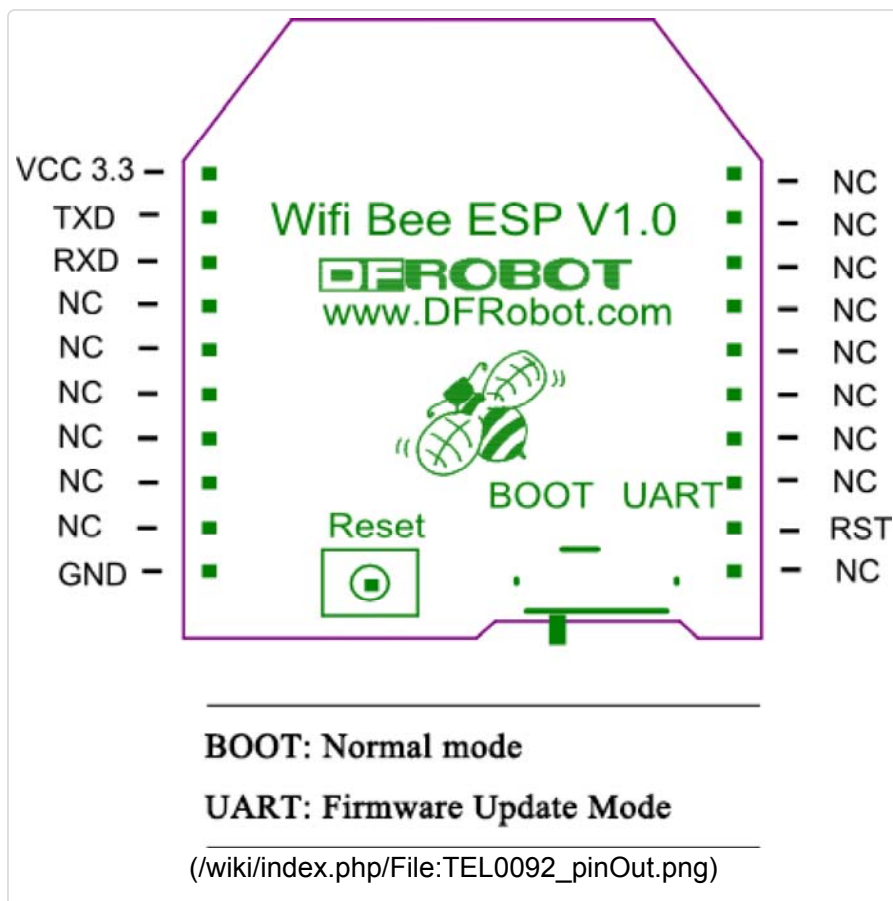 VCC 3.3
TXD
RXD
NC
NC
NC
NC
NC
NC
GND
Wifi Bee ESP V1.0
DFROBOT
www.DFRobot.com
BOOT UART
Reset
NC
NC
NC
NC
NC
NC
NC
NC
RST
NC
BOOT: Normal mode
UART: Firmware Update Mode
(/wiki/index.php/File:TEL0092_pinOut.png)